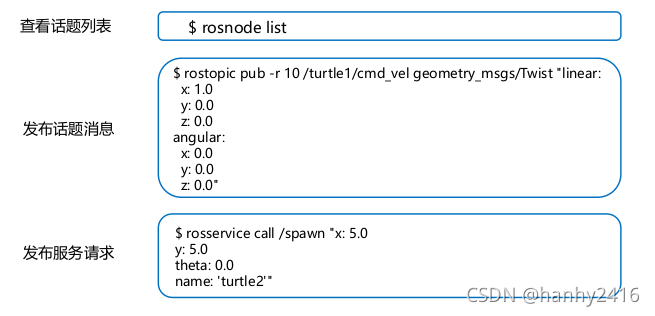 查看话题列表
$ rosnode list
发布话题消息
$ rostopic pub -r 10 /turtle1/cmd_vel geometry_msgs/Twist "linear:
x: 1.0
y: 0.0
z: 0.0
angular:
x: 0.0
y: 0.0
z: 0.0"
发布服务请求
$ rosservice call /spawn "x: 5.0
y: 5.0
theta: 0.0
name: 'turtle2'"
CSDN @hanhy2416